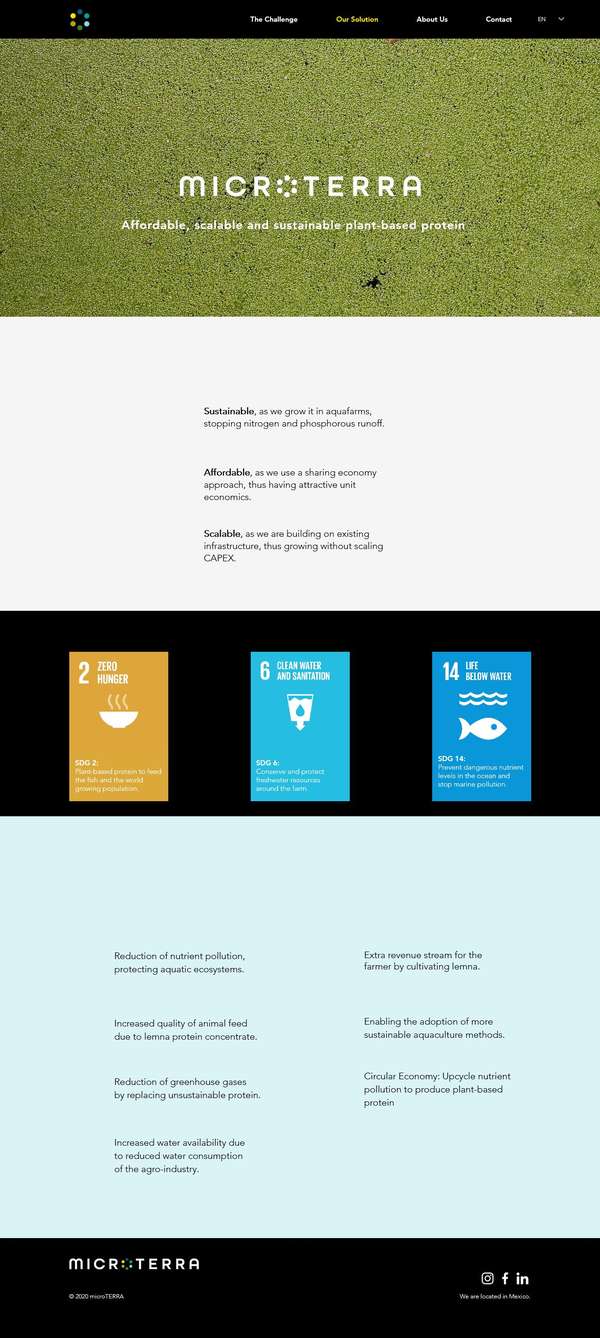 The Challenge
Our Solution
About Us
Contact
EN
MICROTERRA
Affordable, scalable and sustainable plant-based protein
Sustainable, as we grow it in aquafarms,
stopping nitrogen and phosphorous runoff.
Affordable, as we use a sharing economy
approach, thus having attractive unit
economics.
Scalable, as we are building on existing
infrastructure, thus growing without scaling
CAPEX.
2 ZERO
HUNGER
SDG 2:
Plant-based protein to feed
the fish and the world
growing population.
6 CLEAN WATER
AND SANITATION
SDG 6:
Conserve and protect
freshwater resources
around the farm.
14 LIFE
BELOW WATER
SDG 14:
Prevent dangerous nutrient
levels in the ocean and
stop marine pollution.
Reduction of nutrient pollution,
protecting aquatic ecosystems.
Increased quality of animal feed
due to lemna protein concentrate.
Reduction of greenhouse gases
by replacing unsustainable protein.
Increased water availability due
to reduced water consumption
of the agro-industry.
Extra revenue stream for the
farmer by cultivating lemna.
Enabling the adoption of more
sustainable aquaculture methods.
Circular Economy: Upcycle nutrient
pollution to produce plant-based
protein
MICROTERRA
© 2020 microTERRA
We are located in Mexico.